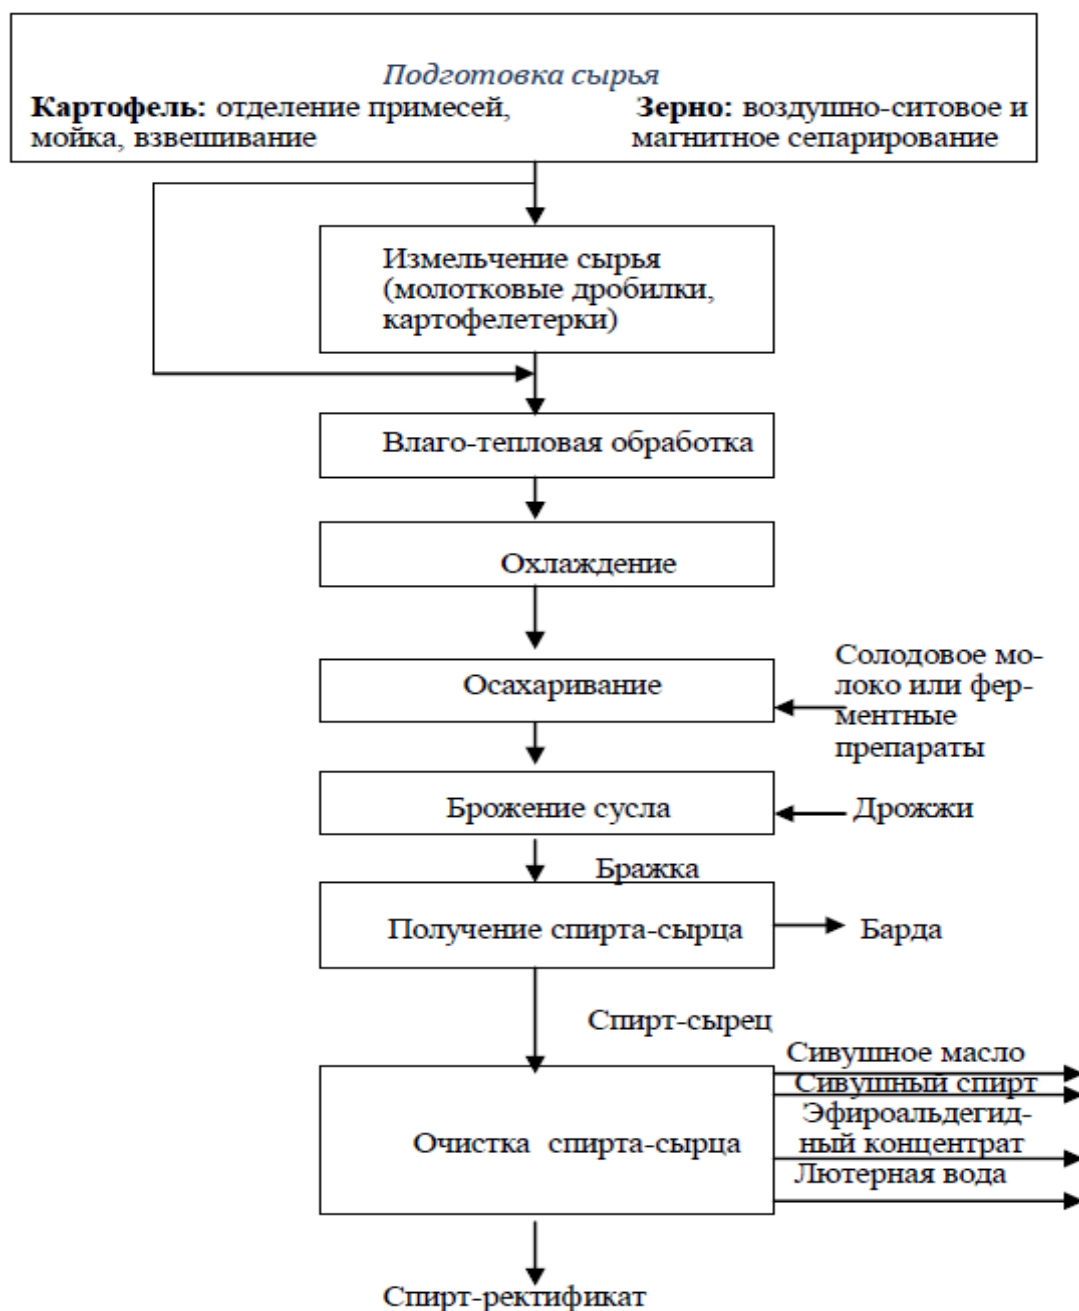 Подготовка сырья
Картофель: отделение примесей,
мойка, взвешивание
Зерно: воздушно-ситовое и
магнитное сепарирование
Измельчение сырья
(молотковые дробилки,
картофелетерки)
Влаго-тепловая обработка
Охлаждение
Осахаривание
Солодовое мо-
локо или фер-
ментные
препараты
Брожение сусла
Дрожжи
Бражка
Получение спирта-сырца
Барда
Спирт-сырец
Сивушное масло
Сивушный спирт
Эфироальдегид-
ный концентрат
Лютерная вода
Очистка спирта-сырца
Спирт-ректификат